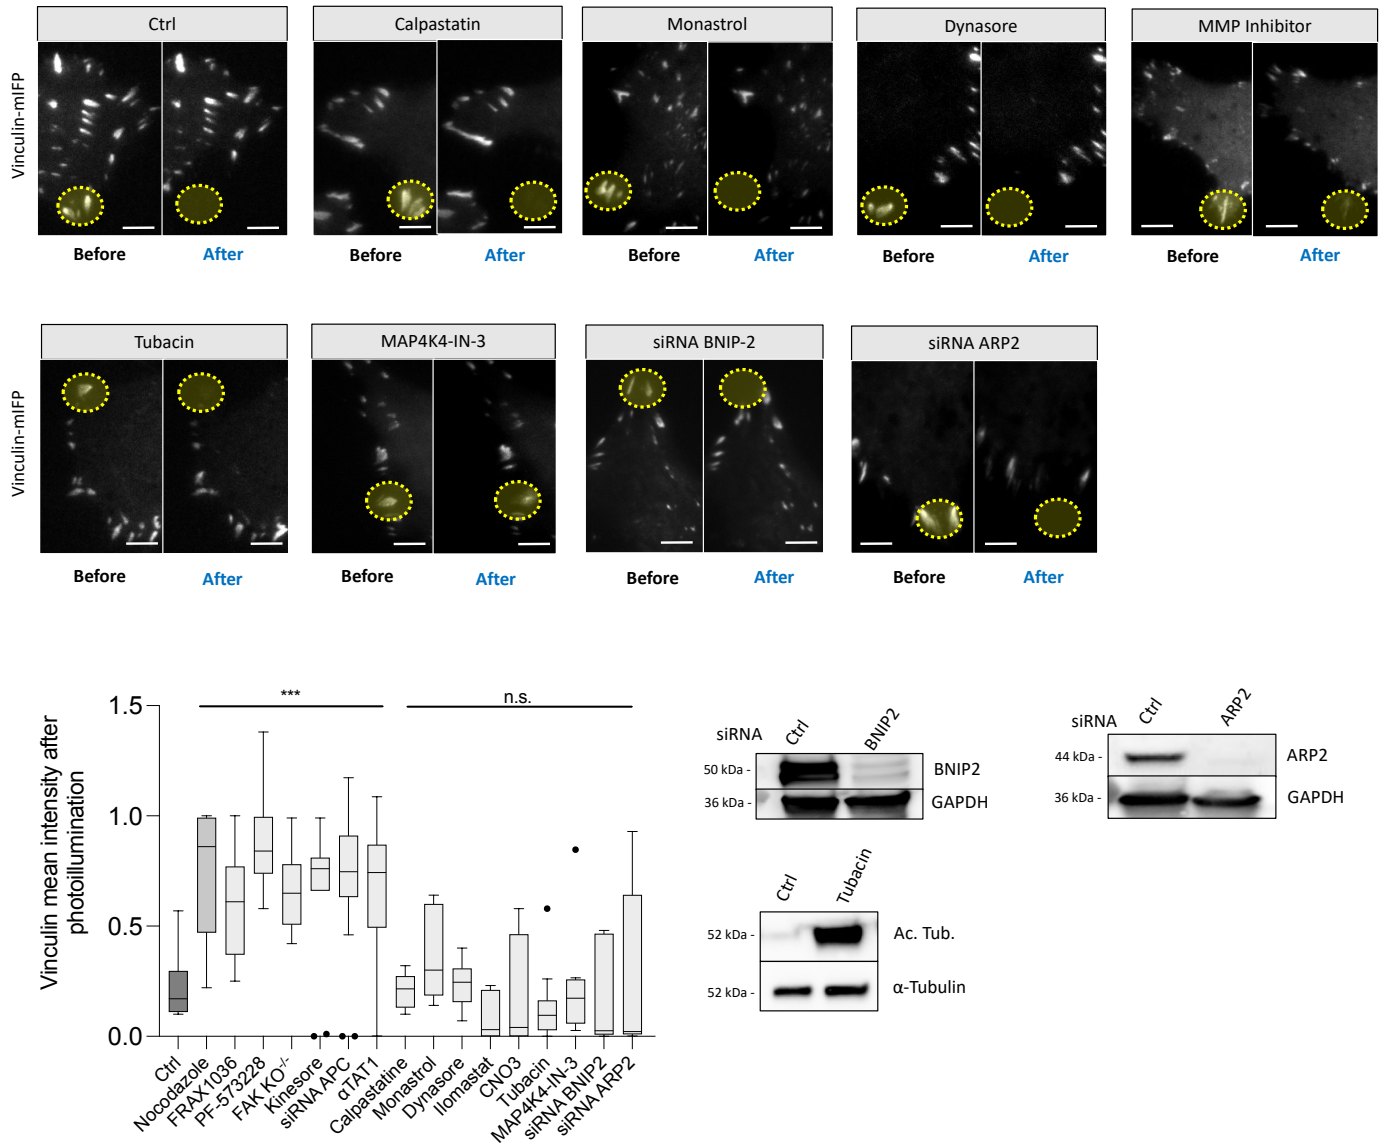 Ctrl
Calpastatin
Monastrol
Dynasore
MMP Inhibitor
Vinculin-mIFP
Before
After
Before
After
Before
After
Before
After
Before
After
Tubacin
MAP4K4-IN-3
siRNA BNIP-2
siRNA ARP2
Vinculin-mIFP
Before
After
Before
After
Before
After
Before
After
Vinculin mean intensity after
photoillumination
1.5
1.0
0.5
0.0
***
n.s.
Ctrl
Nocodazole
FRAX1036
PF-573228
FAK KO-/-
Kinesore
siRNA APC
αTAT1
Calpastatine
Monastrol
Dynasore
Ilomastat
CNO3
Tubacin
MAP4K4-IN-3
siRNA BNIP2
siRNA ARP2
siRNA
Ctrl
BNIP2
50 kDa -
BNIP2
36 kDa -
GAPDH
siRNA
Ctrl
ARP2
44 kDa -
ARP2
36 kDa -
GAPDH
Ctrl
Tubacin
52 kDa -
Ac. Tub.
52 kDa -
α-Tubulin